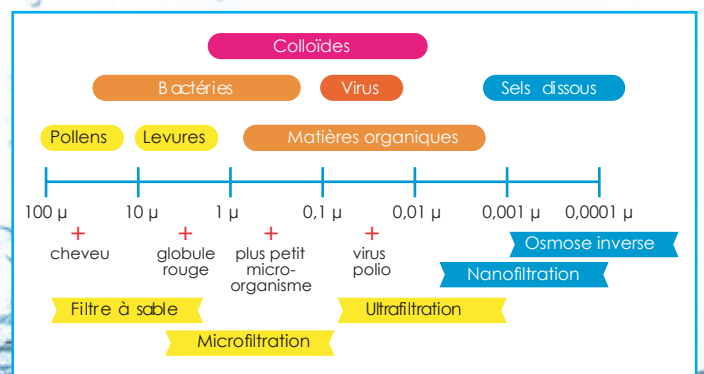 Colloïdes
Bactéries
Virus
Sels dissous
Pollens
Levures
Matières organiques
100 µ
10 µ
1 µ
0,1 µ
0,01 µ
0,001 µ
0,0001 µ
+
+
+
+
cheveu
globule
rouge
plus petit
micro-
organisme
virus
polio
Osmose inverse
Nanofiltration
Filtre à sable
Ultrafiltration
Microfiltration